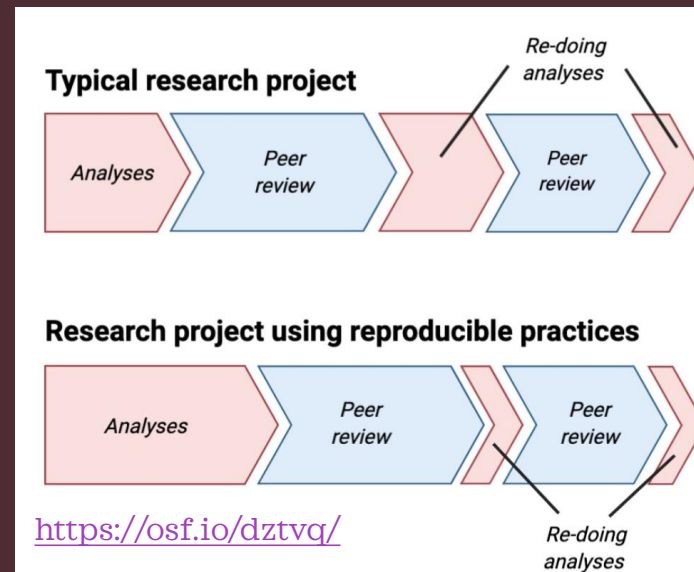 Re-doing
analyses
Typical research project
Analyses
Peer
review
Peer
review
Research project using reproducible practices
Analyses
Peer
review
Peer
review
https://osf.io/dztvq/
Re-doing
analyses